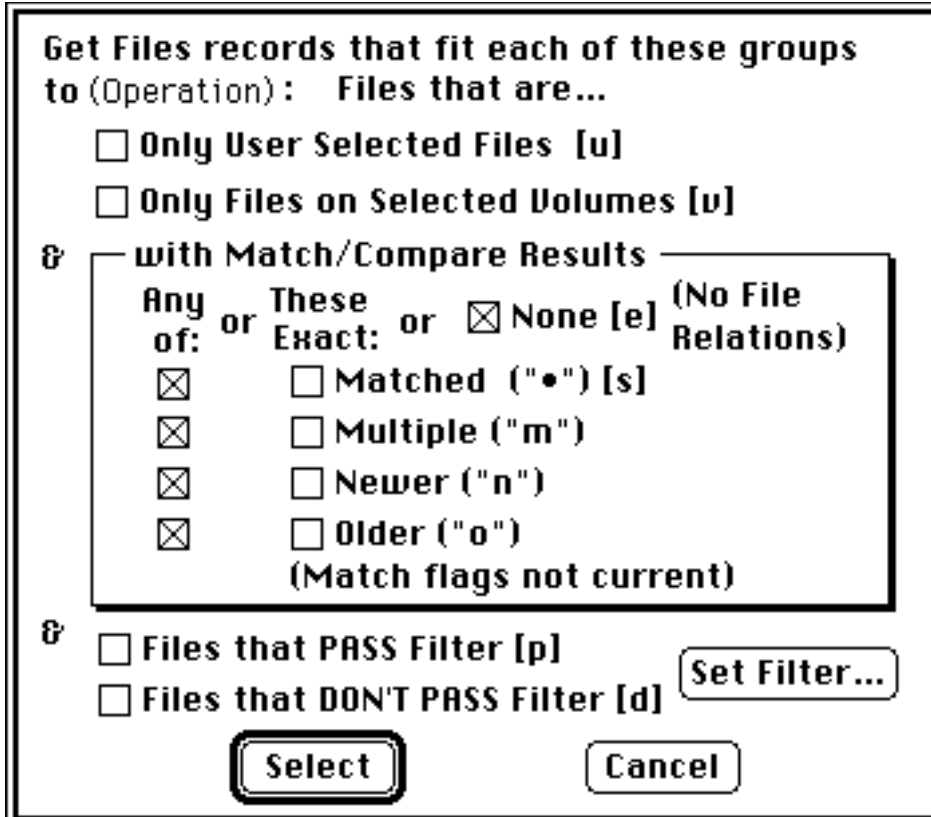 Get Files records that fit each of these groups
to (Operation): Files that are...
Only User Selected Files [u]
Only Files on Selected Volumes [v]
& with Match/Compare Results
Any of: or These Exact: or None [e] (No File Relations)
Matched ("•") [s]
Multiple ("m")
Newer ("n")
Older ("o")
(Match flags not current)
& Files that PASS Filter [p]
Files that DON'T PASS Filter [d]
Set Filter...
Select Cancel